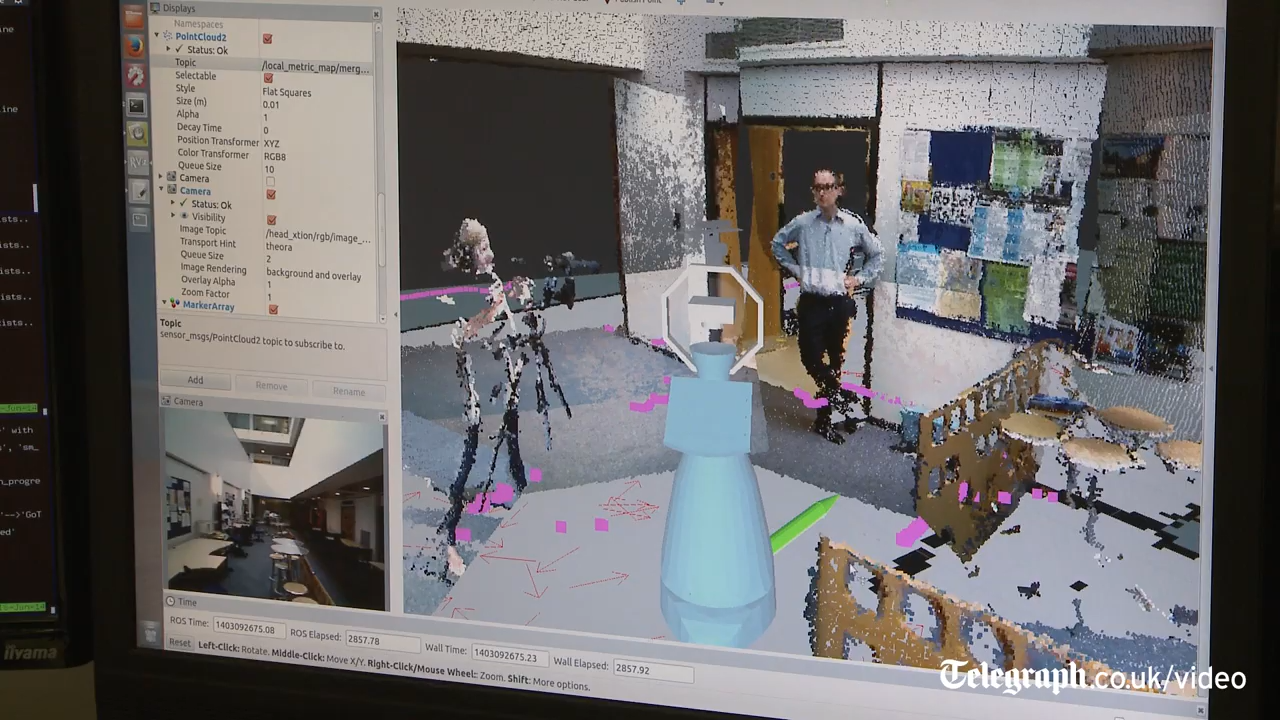 Displays
Namespaces
PointCloud2
Status: Ok
Topic /local_metric_map/merg...
Selectable
Style Flat Squares
Size (m) 0.01
Alpha 1
Decay Time 0
Position Transformer XYZ
Color Transformer RGB8
Queue Size 10
Camera
Camera
Status: Ok
Visibility
Image Topic /head_xtion/rgb/image_...
Transport Hint theora
Queue Size 2
Image Rendering background and overlay
Overlay Alpha 1
Zoom Factor 1
MarkerArray
Topic
sensor_msgs/PointCloud2 topic to subscribe to.
Add Remove Rename
Camera
Time
ROS Time: 1403092675.08 ROS Elapsed: 2857.78 Wall Time: 1403092675.23 Wall Elapsed: 2857.92
Reset Left-Click: Rotate. Middle-Click: Move X/Y. Right-Click/Mouse Wheel: Zoom. Shift: More options.
iiyama
Telegraph.co.uk/video